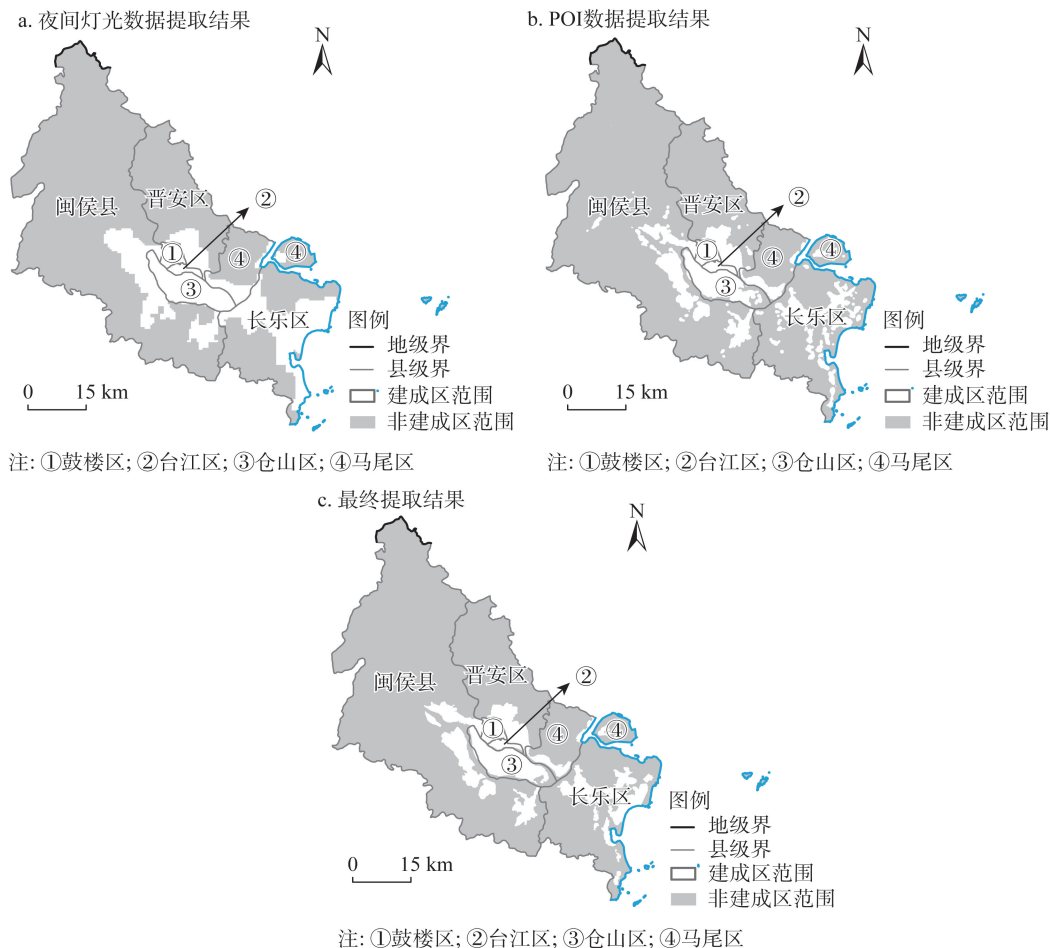 a. 夜间灯光数据提取结果
N
闽侯县
晋安区
②
①
④
④
③
长乐区
图例
地级界
县级界
建成区范围
非建成区范围
0 15 km
注: ①鼓楼区; ②台江区; ③仓山区; ④马尾区
b. POI数据提取结果
N
闽侯县
晋安区
②
①
④
④
③
长乐区
图例
地级界
县级界
建成区范围
非建成区范围
0 15 km
注: ①鼓楼区; ②台江区; ③仓山区; ④马尾区
c. 最终提取结果
N
闽侯县
晋安区
②
①
④
④
③
长乐区
图例
地级界
县级界
建成区范围
非建成区范围
0 15 km
注: ①鼓楼区; ②台江区; ③仓山区; ④马尾区